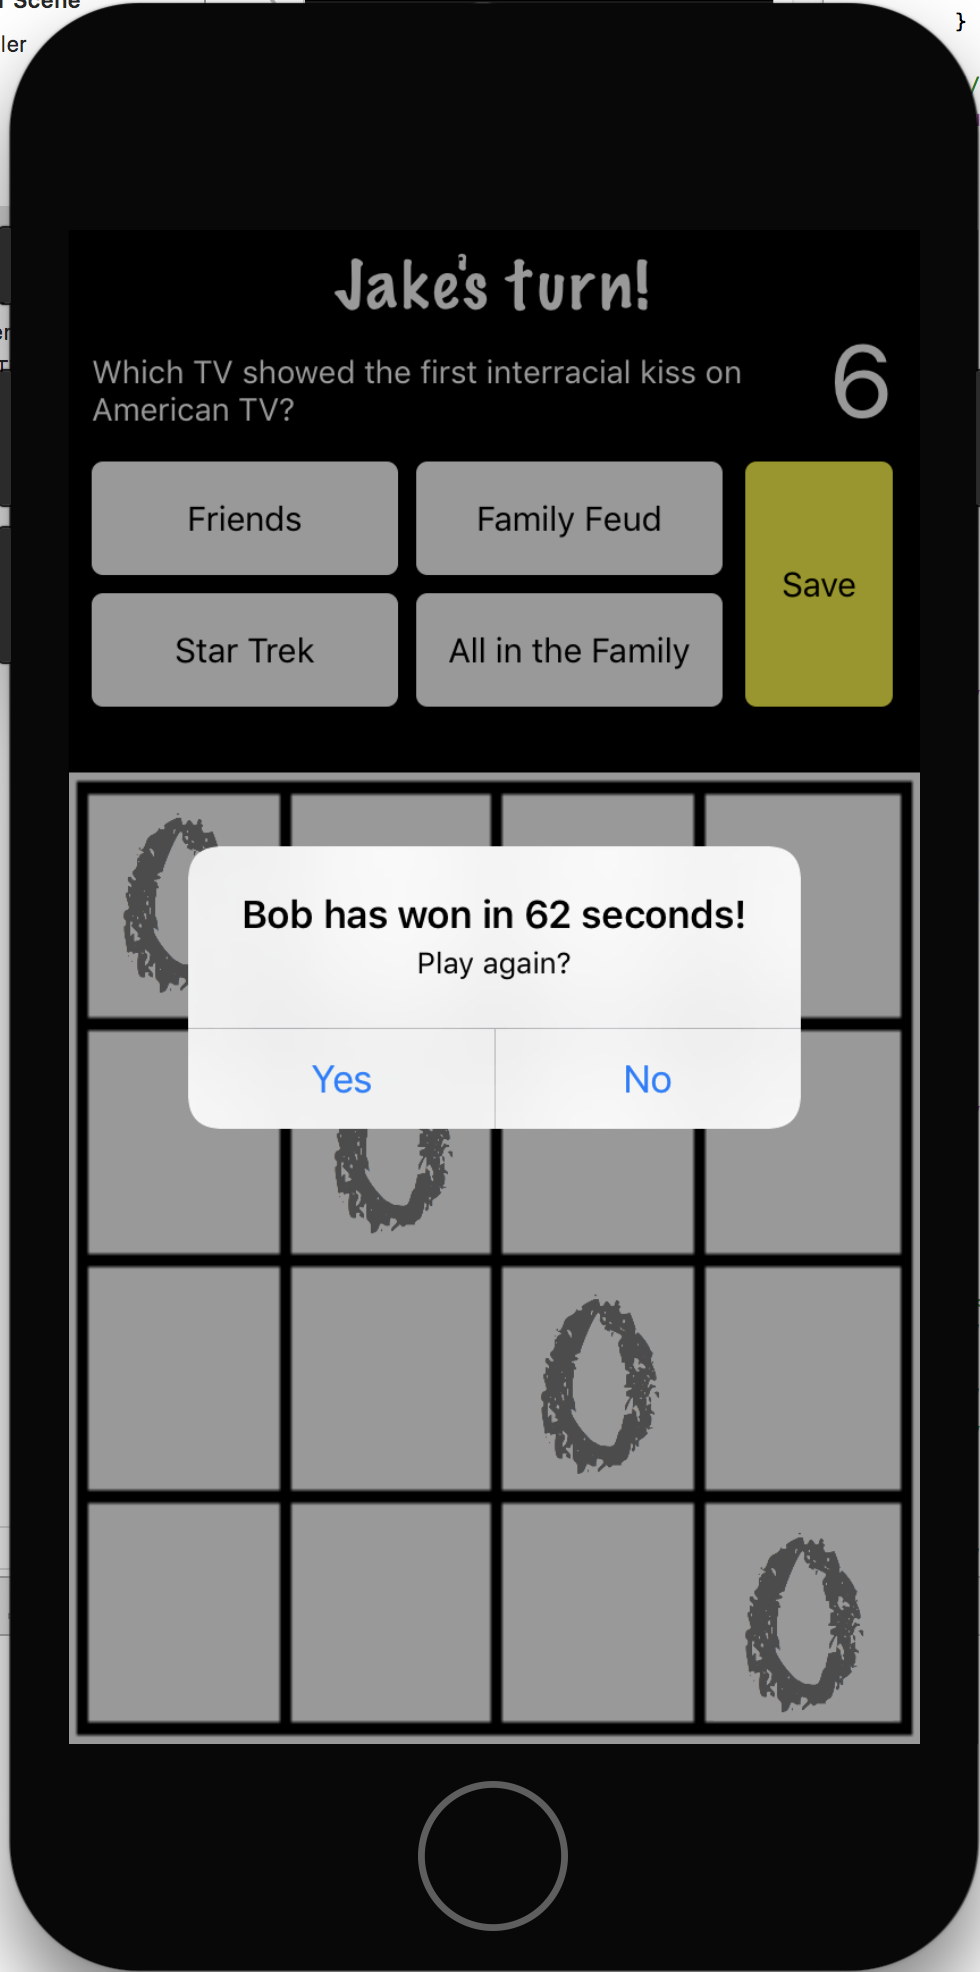 Scene
ler
}
Jake's turn!
Which TV showed the first interracial kiss on
American TV?
6
Friends
Family Feud
Save
Star Trek
All in the Family
Bob has won in 62 seconds!
Play again?
Yes
No